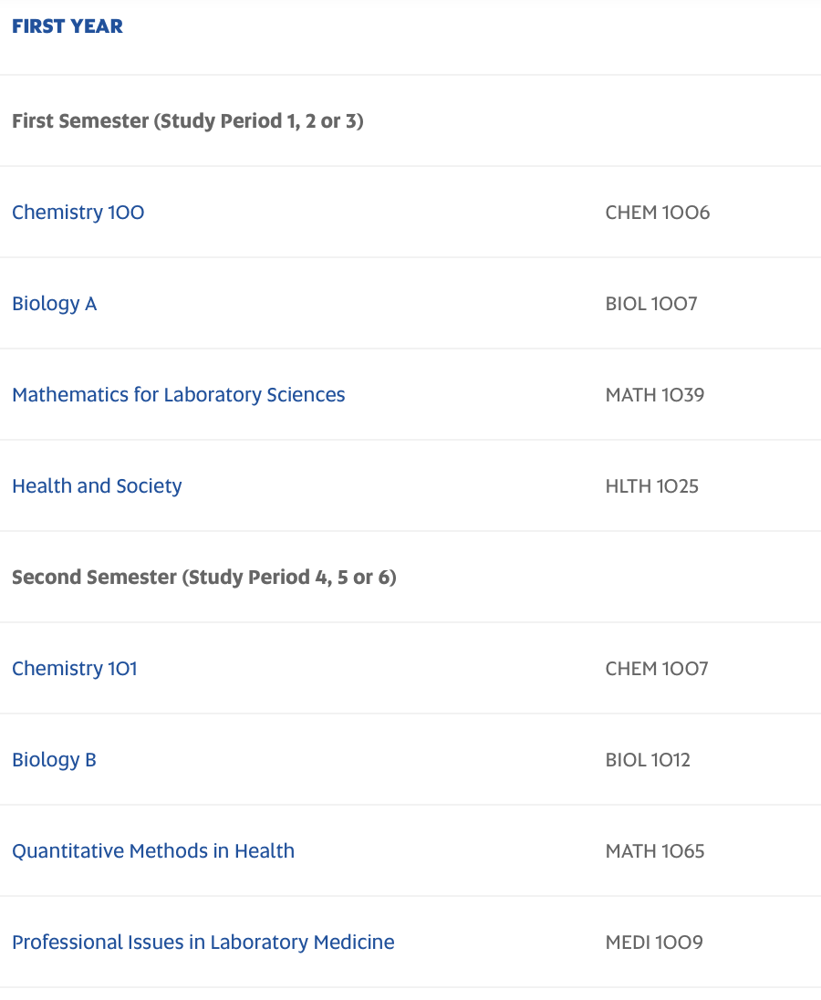 FIRST YEAR
First Semester (Study Period 1, 2 or 3)
Chemistry 100 CHEM 1006
Biology A BIOL 1007
Mathematics for Laboratory Sciences MATH 1039
Health and Society HLTH 1025
Second Semester (Study Period 4, 5 or 6)
Chemistry 101 CHEM 1007
Biology B BIOL 1012
Quantitative Methods in Health MATH 1065
Professional Issues in Laboratory Medicine MEDI 1009